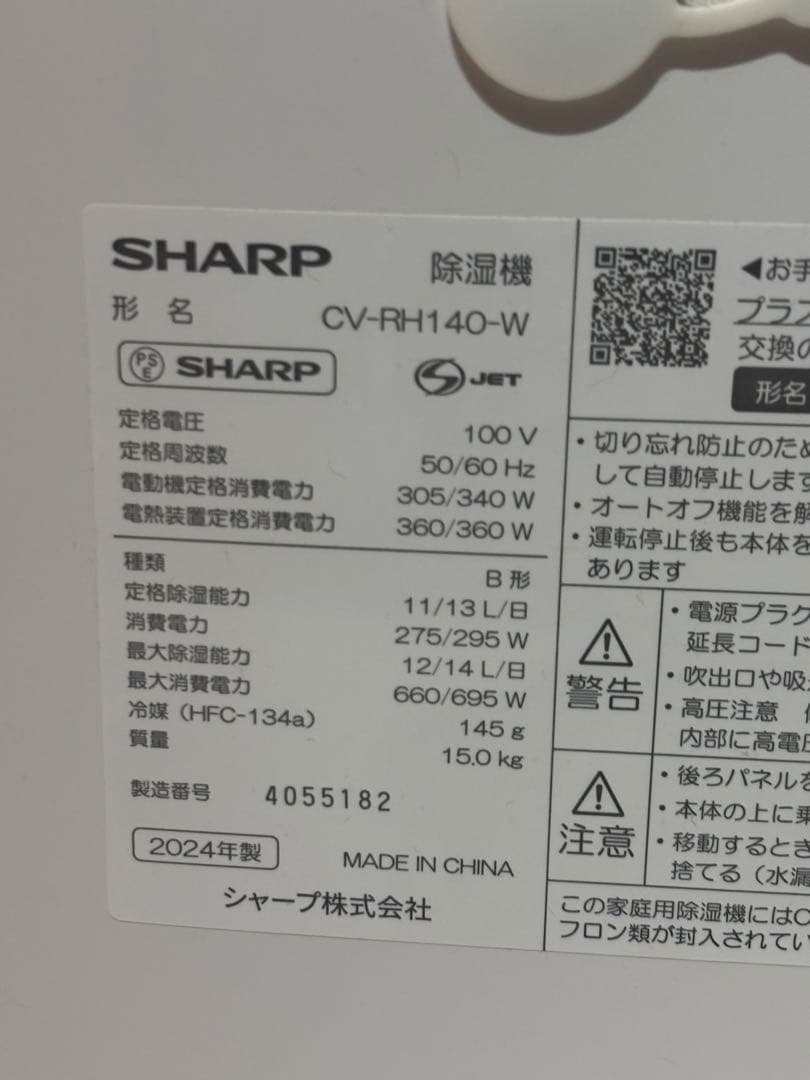 SHARP 除湿機
形 名 CV-RH140-W
PSE SHARP S JET
定格電圧 100 V
定格周波数 50/60 Hz
電動機定格消費電力 305/340 W
電熱装置定格消費電力 360/360 W
種類 B 形
定格除湿能力 11/13 L/日
消費電力 275/295 W
最大除湿能力 12/14 L/日
最大消費電力 660/695 W
冷媒（HFC-134a） 145 g
質量 15.0 kg
製造番号 4055182
2024年製 MADE IN CHINA
シャープ株式会社
◀お手
プラズ
交換の
形名
・切り忘れ防止のため
して自動停止します
・オートオフ機能を解
・運転停止後も本体を
あります
警告
・電源プラグ
延長コード
・吹出口や吸
・高圧注意
内部に高電圧
注意
・後ろパネルを
・本体の上に乗
・移動するとき
捨てる（水漏
この家庭用除湿機にはC
フロン類が封入されてい